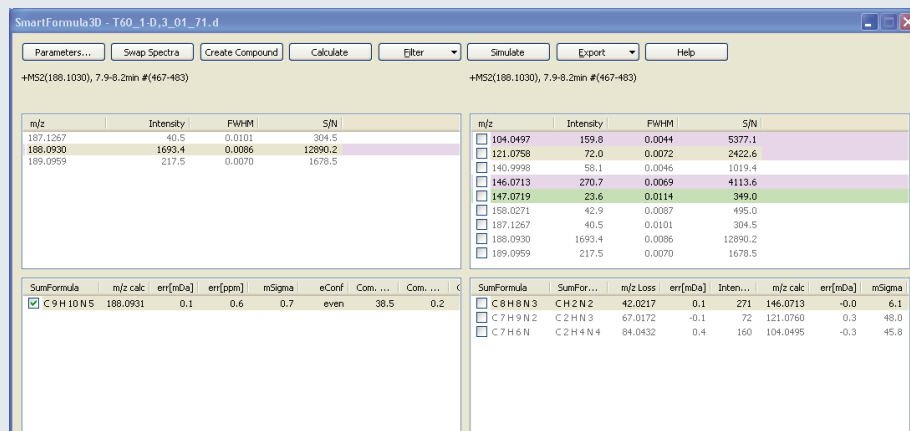 SmartFormula3D - T60_1-D,3_01_71.d
Parameters... Swap Spectra Create Compound Calculate Filter Simulate Export Help
+MS2(188.1030), 7.9-8.2min #(467-483) +MS2(188.1030), 7.9-8.2min #(467-483)
m/z Intensity FWHM S/N
187.1267 40.5 0.0101 304.5
188.0930 1693.4 0.0086 12890.2
189.0959 217.5 0.0070 1678.5
m/z Intensity FWHM S/N
104.0497 159.8 0.0044 5377.1
121.0758 72.0 0.0072 2422.6
140.9998 58.1 0.0046 1019.4
146.0713 270.7 0.0069 4113.6
147.0719 23.6 0.0114 349.0
158.0271 42.9 0.0087 495.0
187.1267 40.5 0.0101 304.5
188.0930 1693.4 0.0086 12890.2
189.0959 217.5 0.0070 1678.5
SumFormula m/z calc err[mDa] err[ppm] mSigma eConf Com. ... Com. ...
C 9 H 10 N 5 188.0931 0.1 0.6 0.7 even 38.5 0.2
SumFormula SumFor... m/z Loss err[mDa] Inten... m/z calc err[mDa] mSigma
C 8 H 8 N 3 C H 2 N 2 42.0217 0.1 271 146.0713 -0.0 6.1
C 7 H 9 N 2 C 2 H N 3 67.0172 -0.1 72 121.0760 0.3 48.0
C 7 H 6 N C 2 H 4 N 4 84.0432 0.4 160 104.0495 -0.3 45.8